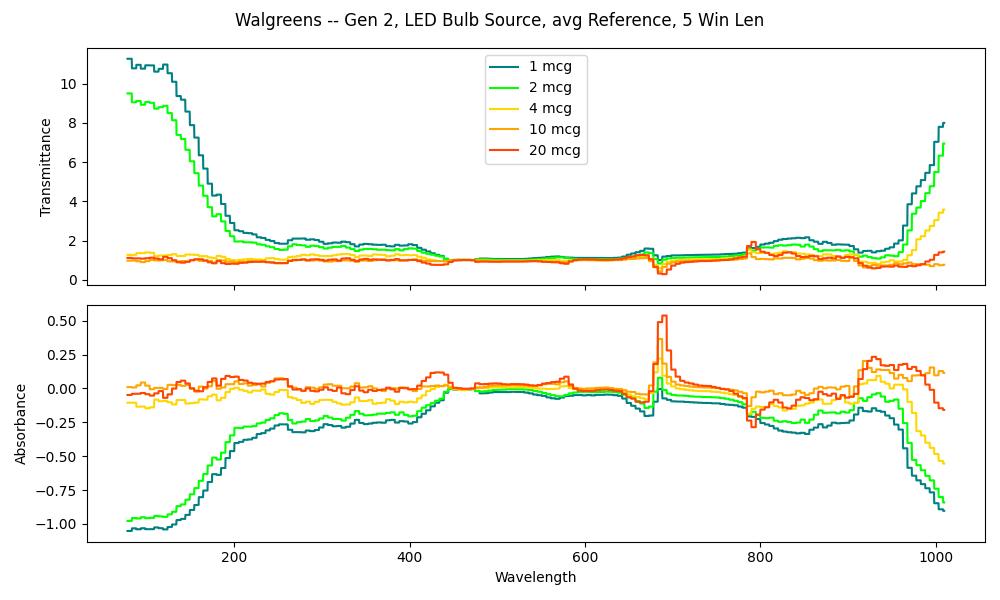 Walgreens -- Gen 2, LED Bulb Source, avg Reference, 5 Win Len
10
8
6
4
2
0
Transmittance
1 mcg
2 mcg
4 mcg
10 mcg
20 mcg
0.50
0.25
0.00
−0.25
−0.50
−0.75
−1.00
Absorbance
200
400
600
800
1000
Wavelength